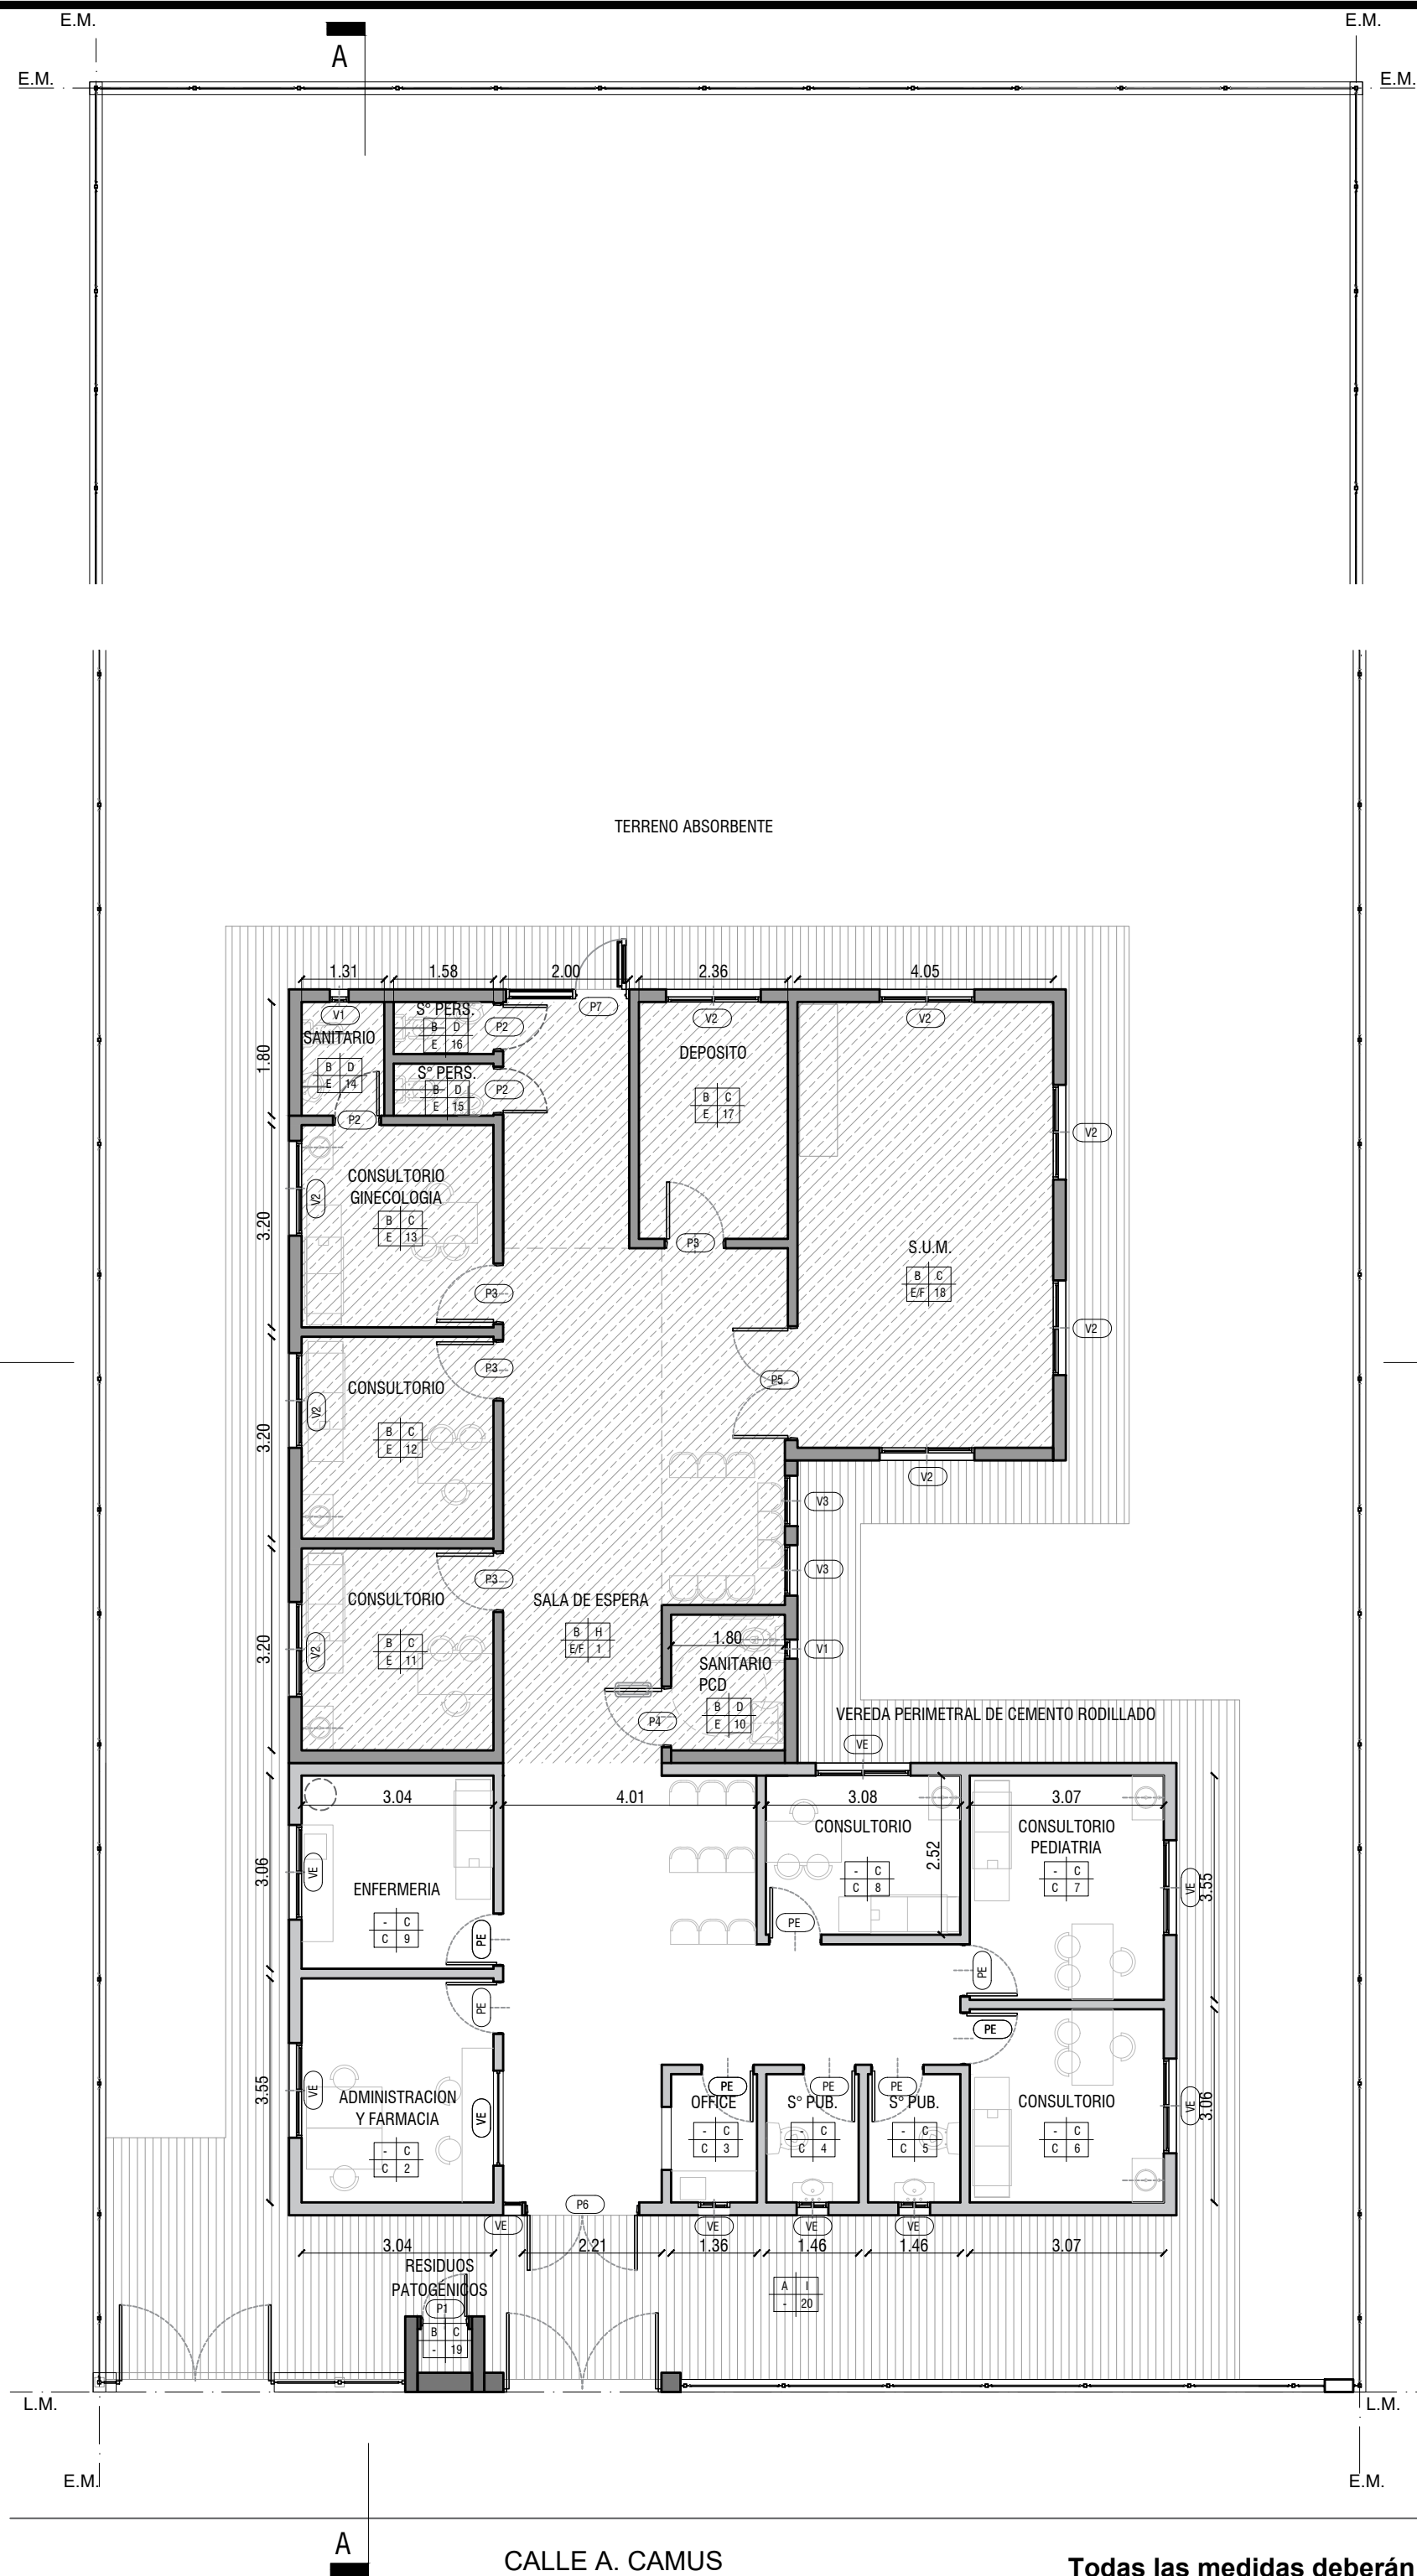 E.M. E.M.
A
E.M. E.M.
TERRENO ABSORBENTE
1.31 1.58 2.00 2.36 4.05
S° PERS.
P7
V1 V2 V2
SANITARIO
B D
E 16
P2
DEPOSITO
1.80
B D
E 14
S° PERS.
B D
E 15
P2
B C
E 17
P2
V2
CONSULTORIO
GINECOLOGIA
V2
3.20
B C
E 13
P3
S.U.M.
B C
E/F 18
P3
V2
P3
P5
CONSULTORIO
V2
3.20
B C
E 12
V2
V3
V3
P3
CONSULTORIO
SALA DE ESPERA
3.20
V2
B C
E 11
B H
E/F 1
1.80
V1
SANITARIO
PCD
B D
E 10
P4
VEREDA PERIMETRAL DE CEMENTO RODILLADO
VE
3.04 4.01 3.08 3.07
CONSULTORIO
CONSULTORIO
PEDIATRIA
2.52
3.06
VE
ENFERMERIA
- C
C 8
- C
C 7
VE
3.55
- C
C 9
PE
PE
PE
PE
PE
3.55
VE
ADMINISTRACION
Y FARMACIA
VE
- C
C 2
PE PE PE
OFFICE S° PUB. S° PUB. CONSULTORIO
- C
C 3
- C
C 4
- C
C 5
- C
C 6
VE
3.06
P6
VE VE VE VE
3.04 2.21 1.36 1.46 1.46 3.07
RESIDUOS
PATOGENICOS
P1
B C
- 19
A I
- 20
L.M. L.M.
E.M. E.M.
A
CALLE A. CAMUS
Todas las medidas deberán